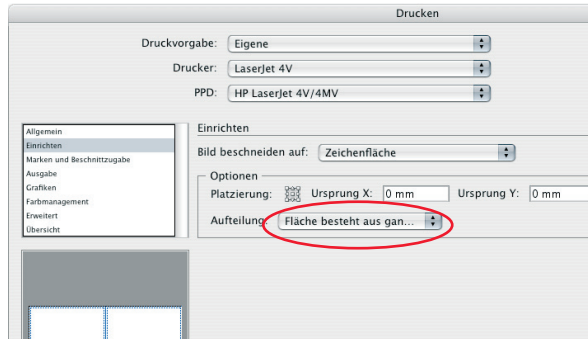 Drucken
Druckvorgabe: Eigene
Drucker: LaserJet 4V
PPD: HP LaserJet 4V/4MV
Allgemein
Einrichten
Marken und Beschnittzugabe
Ausgabe
Grafiken
Farbmanagement
Erweitert
Übersicht
Einrichten
Bild beschneiden auf: Zeichenfläche
Optionen
Platzierung: Ursprung X: 0 mm Ursprung Y: 0 mm
Aufteilung: Fläche besteht aus gan...